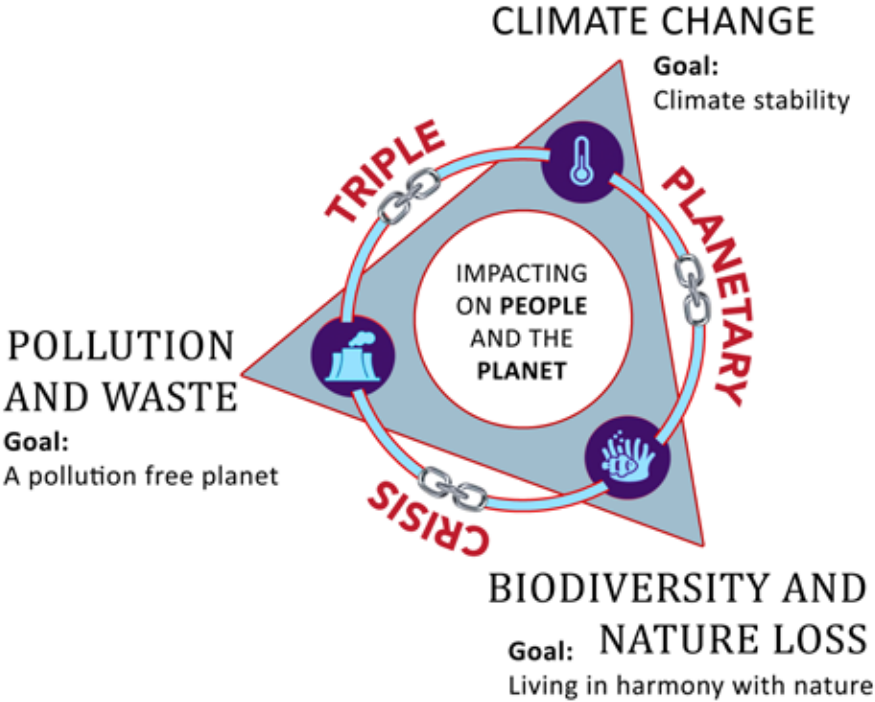 CLIMATE CHANGE
Goal:
Climate stability
TRIPLE
PLANETARY
CRISIS
IMPACTING
ON PEOPLE
AND THE
PLANET
POLLUTION
AND WASTE
Goal:
A pollution free planet
BIODIVERSITY AND
NATURE LOSS
Goal:
Living in harmony with nature